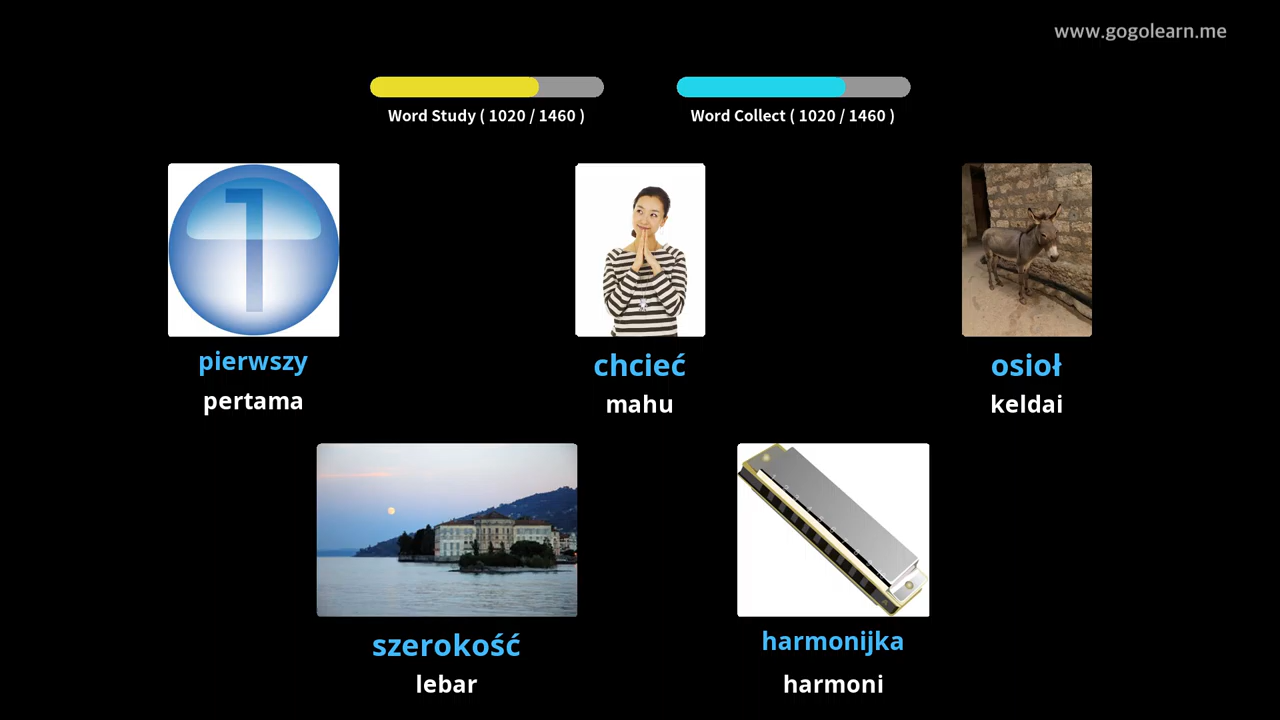 www.gogolearn.me
Word Study ( 1020 / 1460 )
Word Collect ( 1020 / 1460 )
1
pierwszy
pertama
chcieć
mahu
osioł
keldai
szerokość
lebar
harmonijka
harmoni